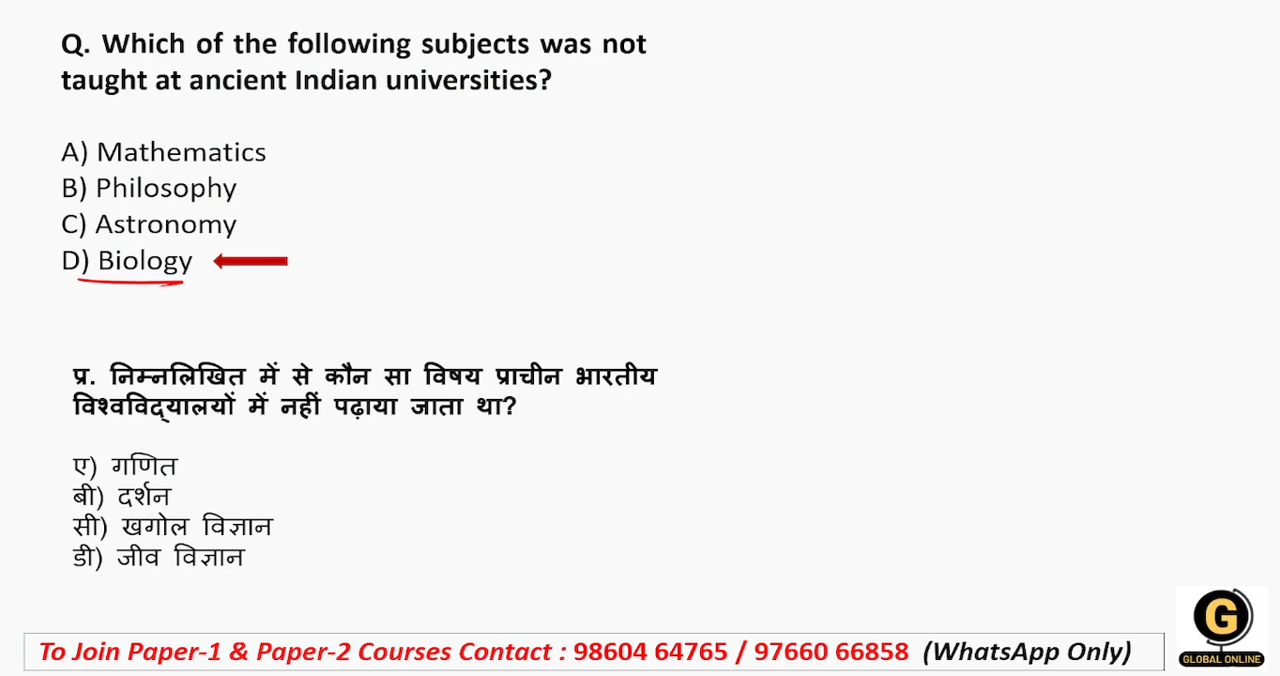 Q. Which of the following subjects was not
taught at ancient Indian universities?
A) Mathematics
B) Philosophy
C) Astronomy
D) Biology
प्र. निम्नलिखित में से कौन सा विषय प्राचीन भारतीय
विश्वविद्यालयों में नहीं पढ़ाया जाता था?
ए) गणित
बी) दर्शन
सी) खगोल विज्ञान
डी) जीव विज्ञान
To Join Paper-1 & Paper-2 Courses Contact : 98604 64765 / 97660 66858 (WhatsApp Only)
G
GLOBAL ONLINE